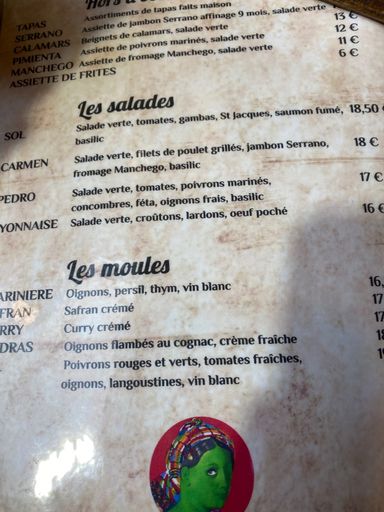 TAPAS Assortiments de tapas faits maison
SERRANO Assiette de jambon Serrano affinage 9 mois, salade verte
CALAMARS Beignets de calamars, salade verte 13 €
PIMIENTA Assiette de poivrons marinés, salade verte 12 €
MANCHEGO Assiette de fromage Manchego, salade verte 11 €
ASSIETTE DE FRITES 6 €
Les salades
SOL Salade verte, tomates, gambas, St Jacques, saumon fumé, 18,50 €
basilic
CARMEN Salade verte, filets de poulet grillés, jambon Serrano, 18 €
fromage Manchego, basilic
PEDRO Salade verte, tomates, poivrons marinés, 17 €
concombres, féta, oignons frais, basilic
YONNAISE Salade verte, croûtons, lardons, oeuf poché 16 €
Les moules
ARINIERE Oignons, persil, thym, vin blanc 16,
FRAN Safran crémé 17
RRY Curry crémé 17
DRAS Oignons flambés au cognac, crème fraîche 18
Poivrons rouges et verts, tomates fraîches,
oignons, langoustines, vin blanc